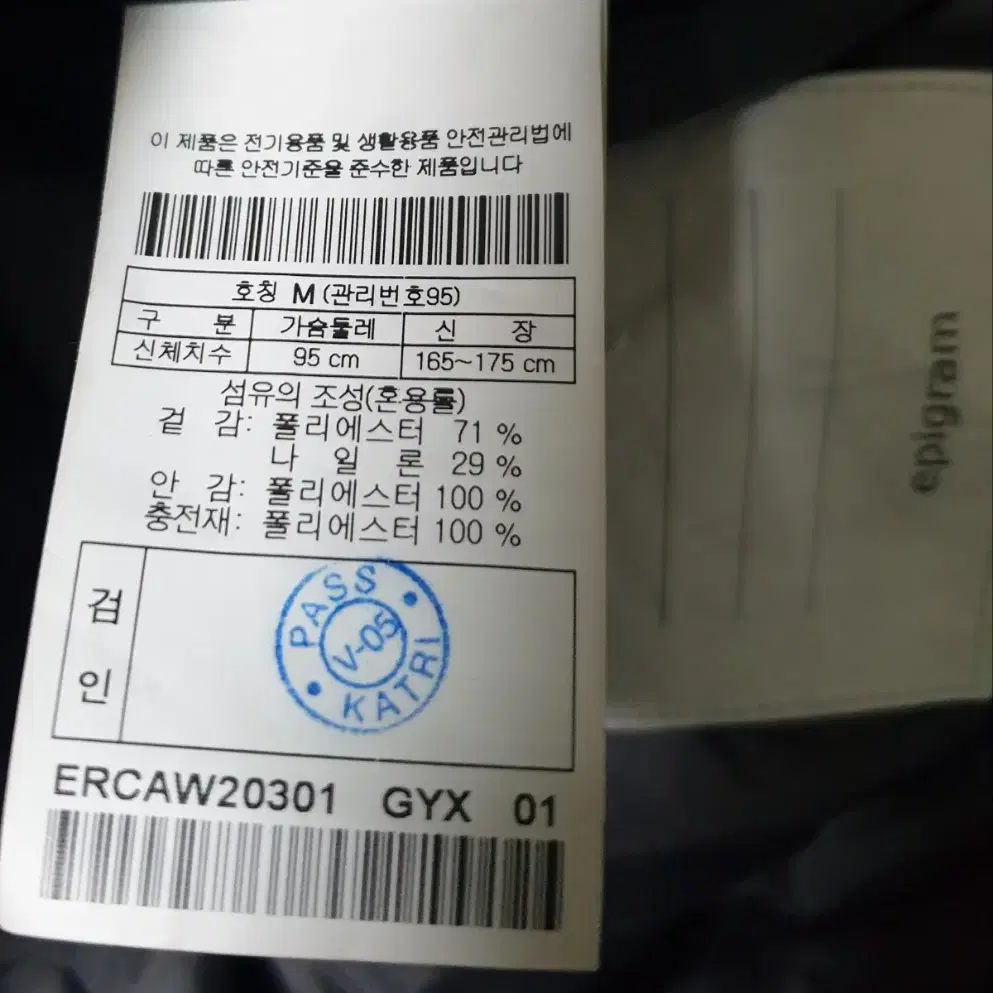 이 제품은 전기용품 및 생활용품 안전관리법에
따른 안전기준을 준수한 제품입니다
호칭 M (관리번호95)
구 분 가슴둘레 신 장
신체치수 95 cm 165~175 cm
섬유의 조성(혼용률)
겉 감: 폴리에스터 71 %
나 일 론 29 %
안 감: 폴리에스터 100 %
충전재: 폴리에스터 100 %
검인
PASS
V-05
KATRI
ERCAW20301 GYX 01
epigram